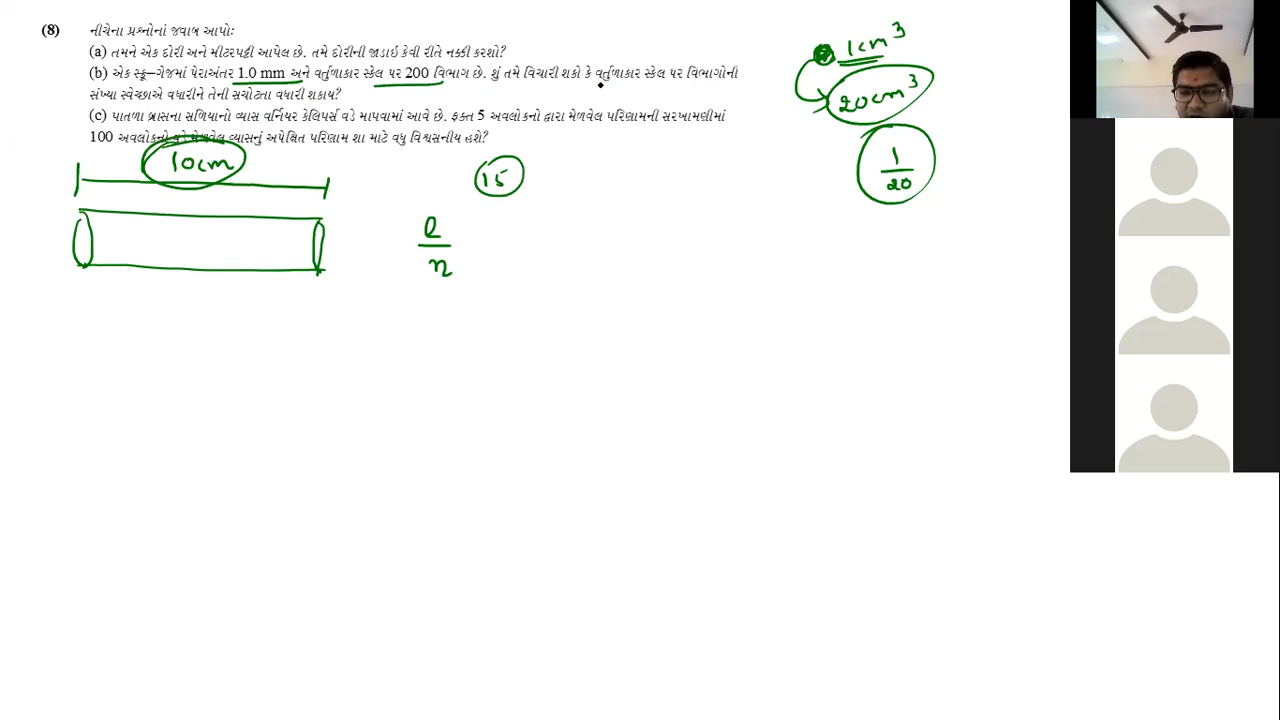 (8) નીચેના પ્રશ્નોનાં જવાબ આપોઃ
(a) તમને એક દોરી અને મીટરપટ્ટી આપેલ છે. તમે દોરીની જાડાઈ કેવી રીતે નક્કી કરશો?
(b) એક સ્ક્રૂ–ગેજમાં પેરાઅંતર 1.0 mm અને વર્તુળાકાર સ્કેલ પર 200 વિભાગ છે. શું તમે વિચારી શકો કે વર્તુળાકાર સ્કેલ પર વિભાગોની
સંખ્યા સ્વેચ્છાએ વધારીને તેની સચોટતા વધારી શકાય?
(c) પાતળા બ્રાસના સળિયાનો વ્યાસ વર્નિયર કેલિપર્સ વડે માપવામાં આવે છે. ફક્ત 5 અવલોકનો દ્વારા મેળવેલ પરિણામની સરખામણીમાં
100 અવલોકનો વડે મેળવેલ વ્યાસનું અપેક્ષિત પરિણામ શા માટે વધુ વિશ્વસનીય હશે?
1cm³
20cm³
1
20
10cm
15
l
n